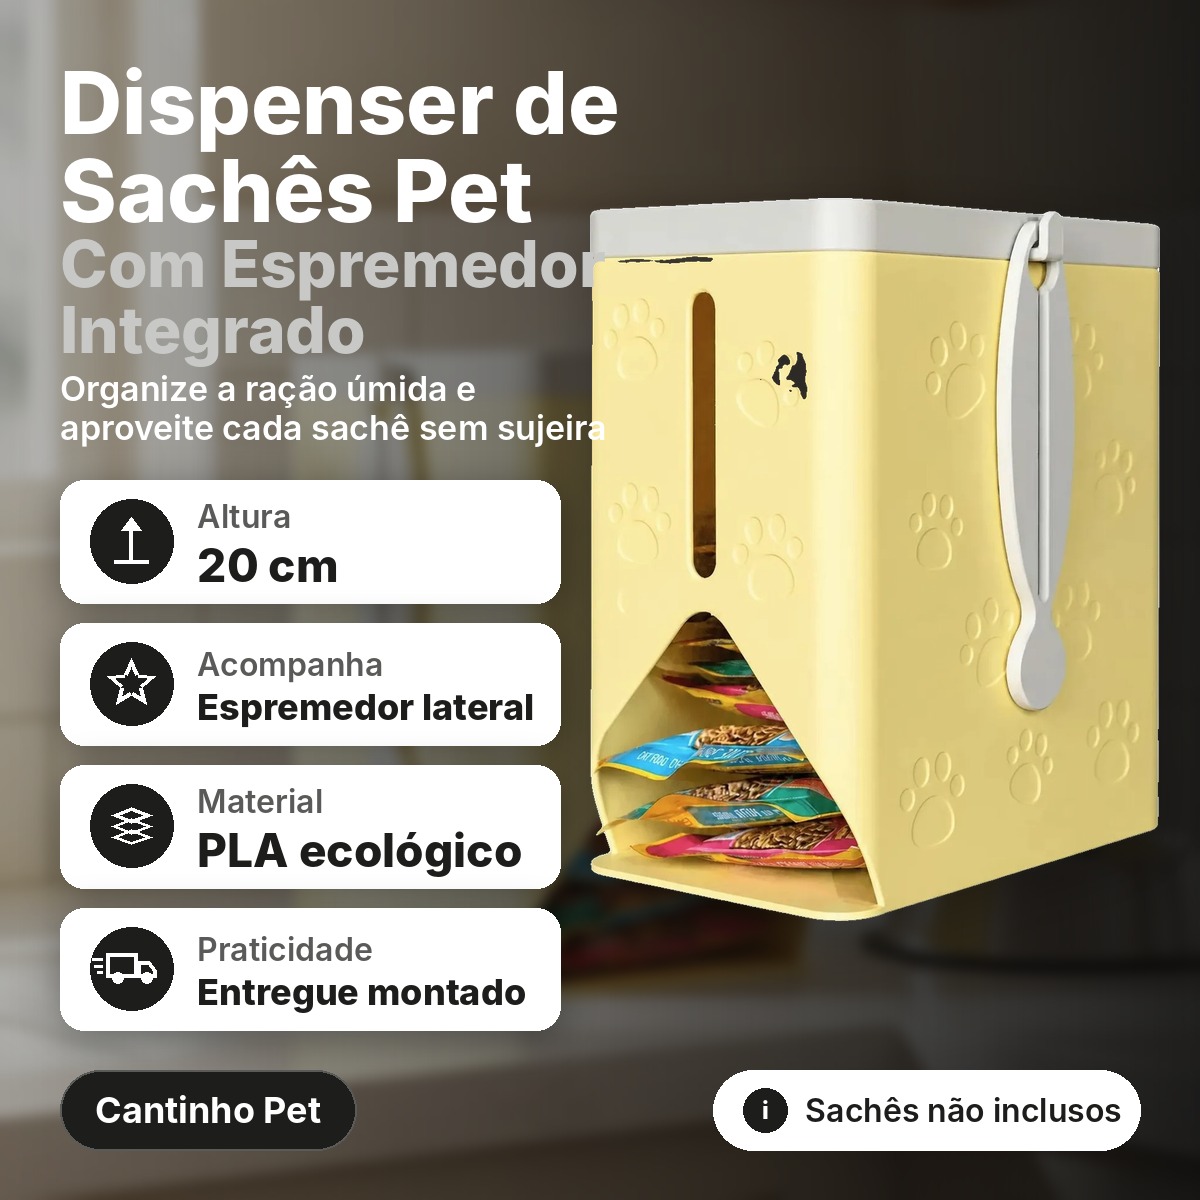 Dispenser de
Sachês Pet
Com Espremedor
Integrado
Organize a ração úmida e
aproveite cada sachê sem sujeira
Altura
20 cm
Acompanha
Espremedor lateral
Material
PLA ecológico
Praticidade
Entregue montado
Cantinho Pet
i Sachês não inclusos